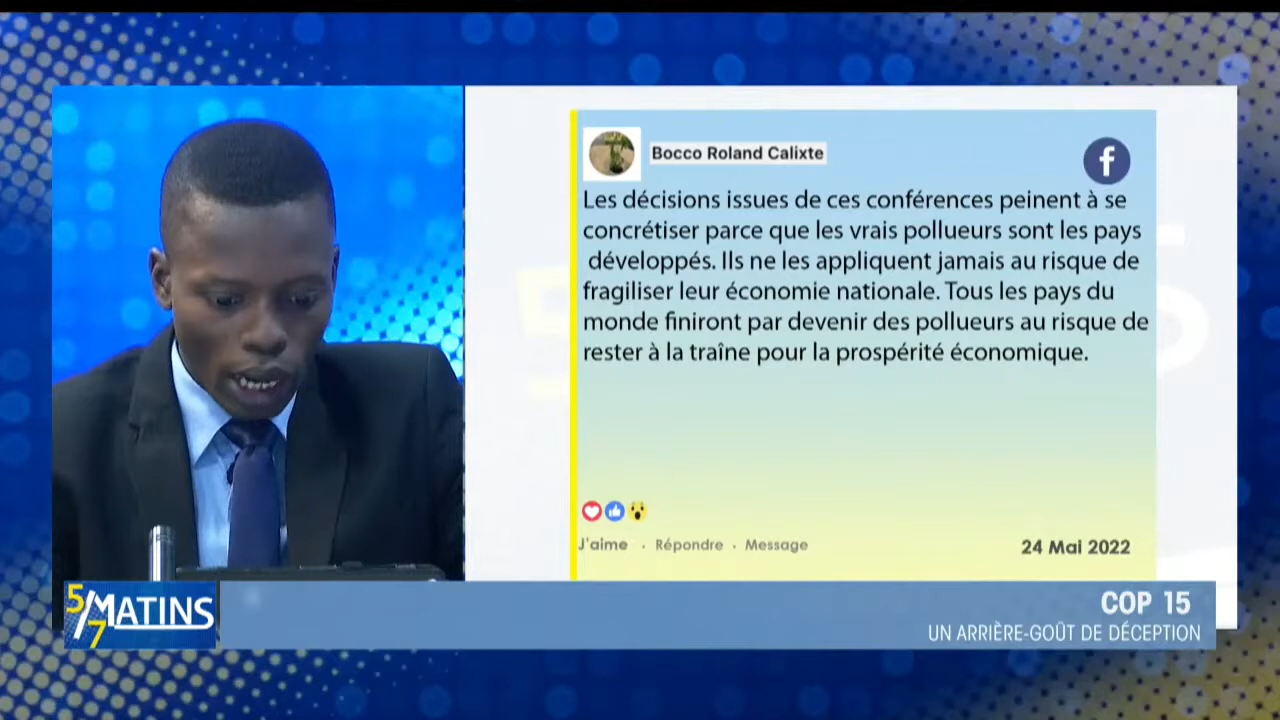 Bocco Roland Calixte
f
Les décisions issues de ces conférences peinent à se
concrétiser parce que les vrais pollueurs sont les pays
développés. Ils ne les appliquent jamais au risque de
fragiliser leur économie nationale. Tous les pays du
monde finiront par devenir des pollueurs au risque de
rester à la traîne pour la prospérité économique.
J'aime . Répondre . Message
24 Mai 2022
5/7 MATINS
COP 15
UN ARRIÈRE-GOÛT DE DÉCEPTION